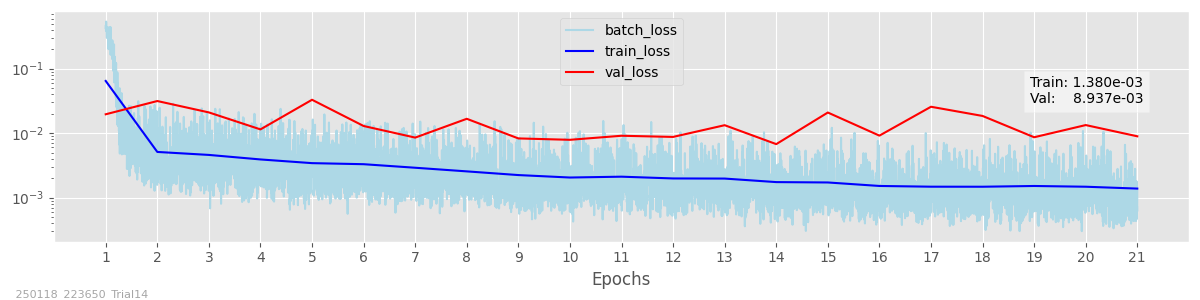 batch_loss
train_loss
val_loss
Train: 1.380e-03
Val: 8.937e-03
10⁻¹
10⁻²
10⁻³
1 2 3 4 5 6 7 8 9 10 11 12 13 14 15 16 17 18 19 20 21
Epochs
250118_223650_Trial14